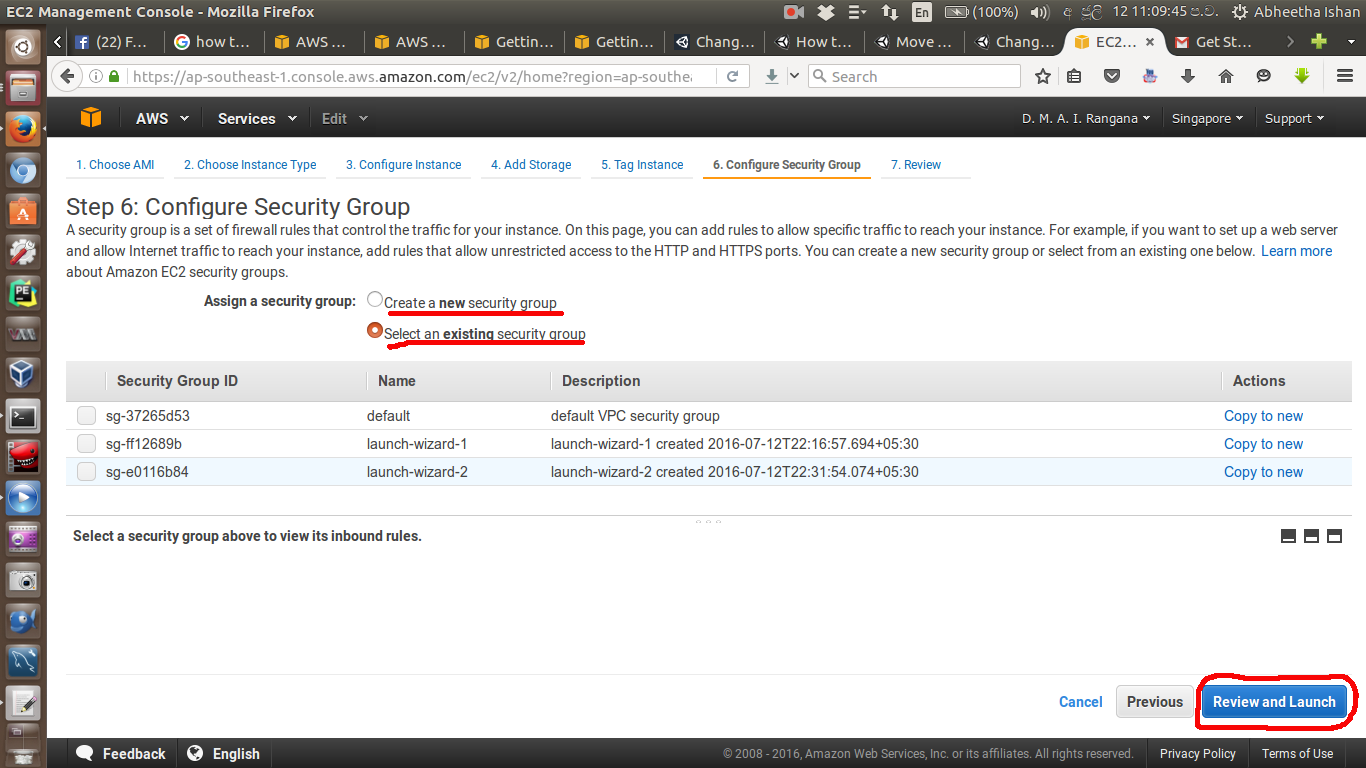 EC2 Management Console - Mozilla Firefox
En (100%) අ ජූලි 12 11:09:45 ප.ව. Abheetha Ishan
(22) F...
how t...
AWS ...
AWS ...
Gettin...
Gettin...
Chang...
How t...
Move ...
Chang...
EC2...
Get St...
https://ap-southeast-1.console.aws.amazon.com/ec2/v2/home?region=ap-southea
Search
AWS Services Edit D. M. A. I. Rangana Singapore Support
1. Choose AMI 2. Choose Instance Type 3. Configure Instance 4. Add Storage 5. Tag Instance 6. Configure Security Group 7. Review
Step 6: Configure Security Group
A security group is a set of firewall rules that control the traffic for your instance. On this page, you can add rules to allow specific traffic to reach your instance. For example, if you want to set up a web server
and allow Internet traffic to reach your instance, add rules that allow unrestricted access to the HTTP and HTTPS ports. You can create a new security group or select from an existing one below. Learn more
about Amazon EC2 security groups.
Assign a security group: Create a new security group
Select an existing security group
Security Group ID Name Description Actions
sg-37265d53 default default VPC security group Copy to new
sg-ff12689b launch-wizard-1 launch-wizard-1 created 2016-07-12T22:16:57.694+05:30 Copy to new
sg-e0116b84 launch-wizard-2 launch-wizard-2 created 2016-07-12T22:31:54.074+05:30 Copy to new
Select a security group above to view its inbound rules.
Cancel Previous Review and Launch
Feedback English © 2008 - 2016, Amazon Web Services, Inc. or its affiliates. All rights reserved. Privacy Policy Terms of Use